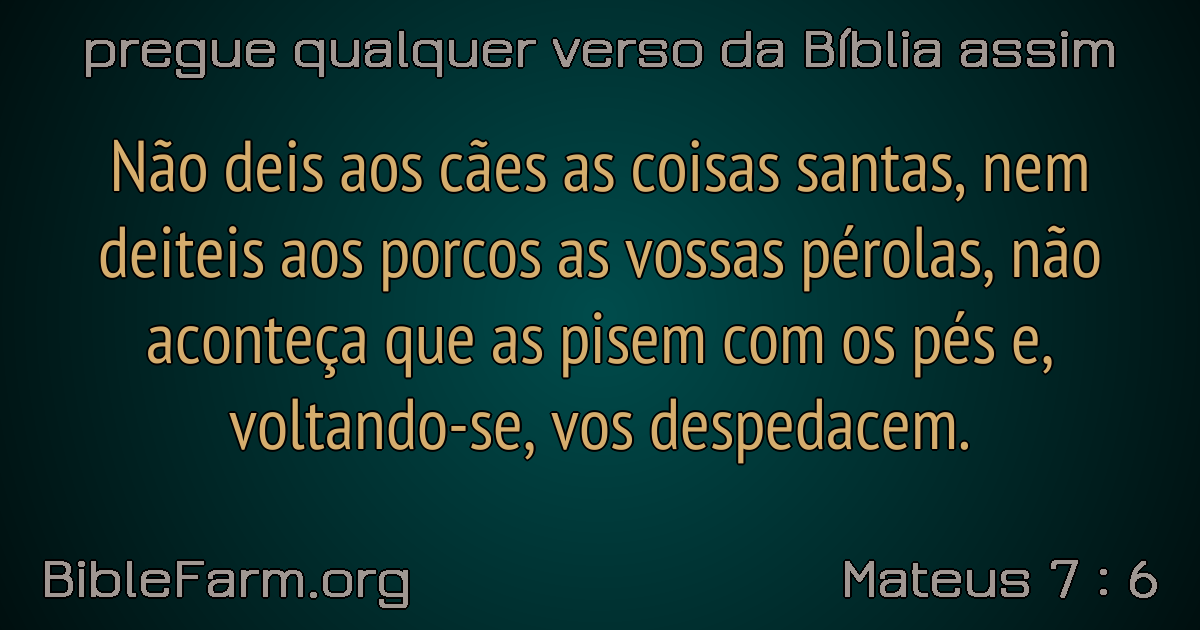 pregue qualquer verso da Bíblia assim
Não deis aos cães as coisas santas, nem
deiteis aos porcos as vossas pérolas, não
aconteça que as pisem com os pés e,
voltando-se, vos despedacem.
BibleFarm.org
Mateus 7 : 6